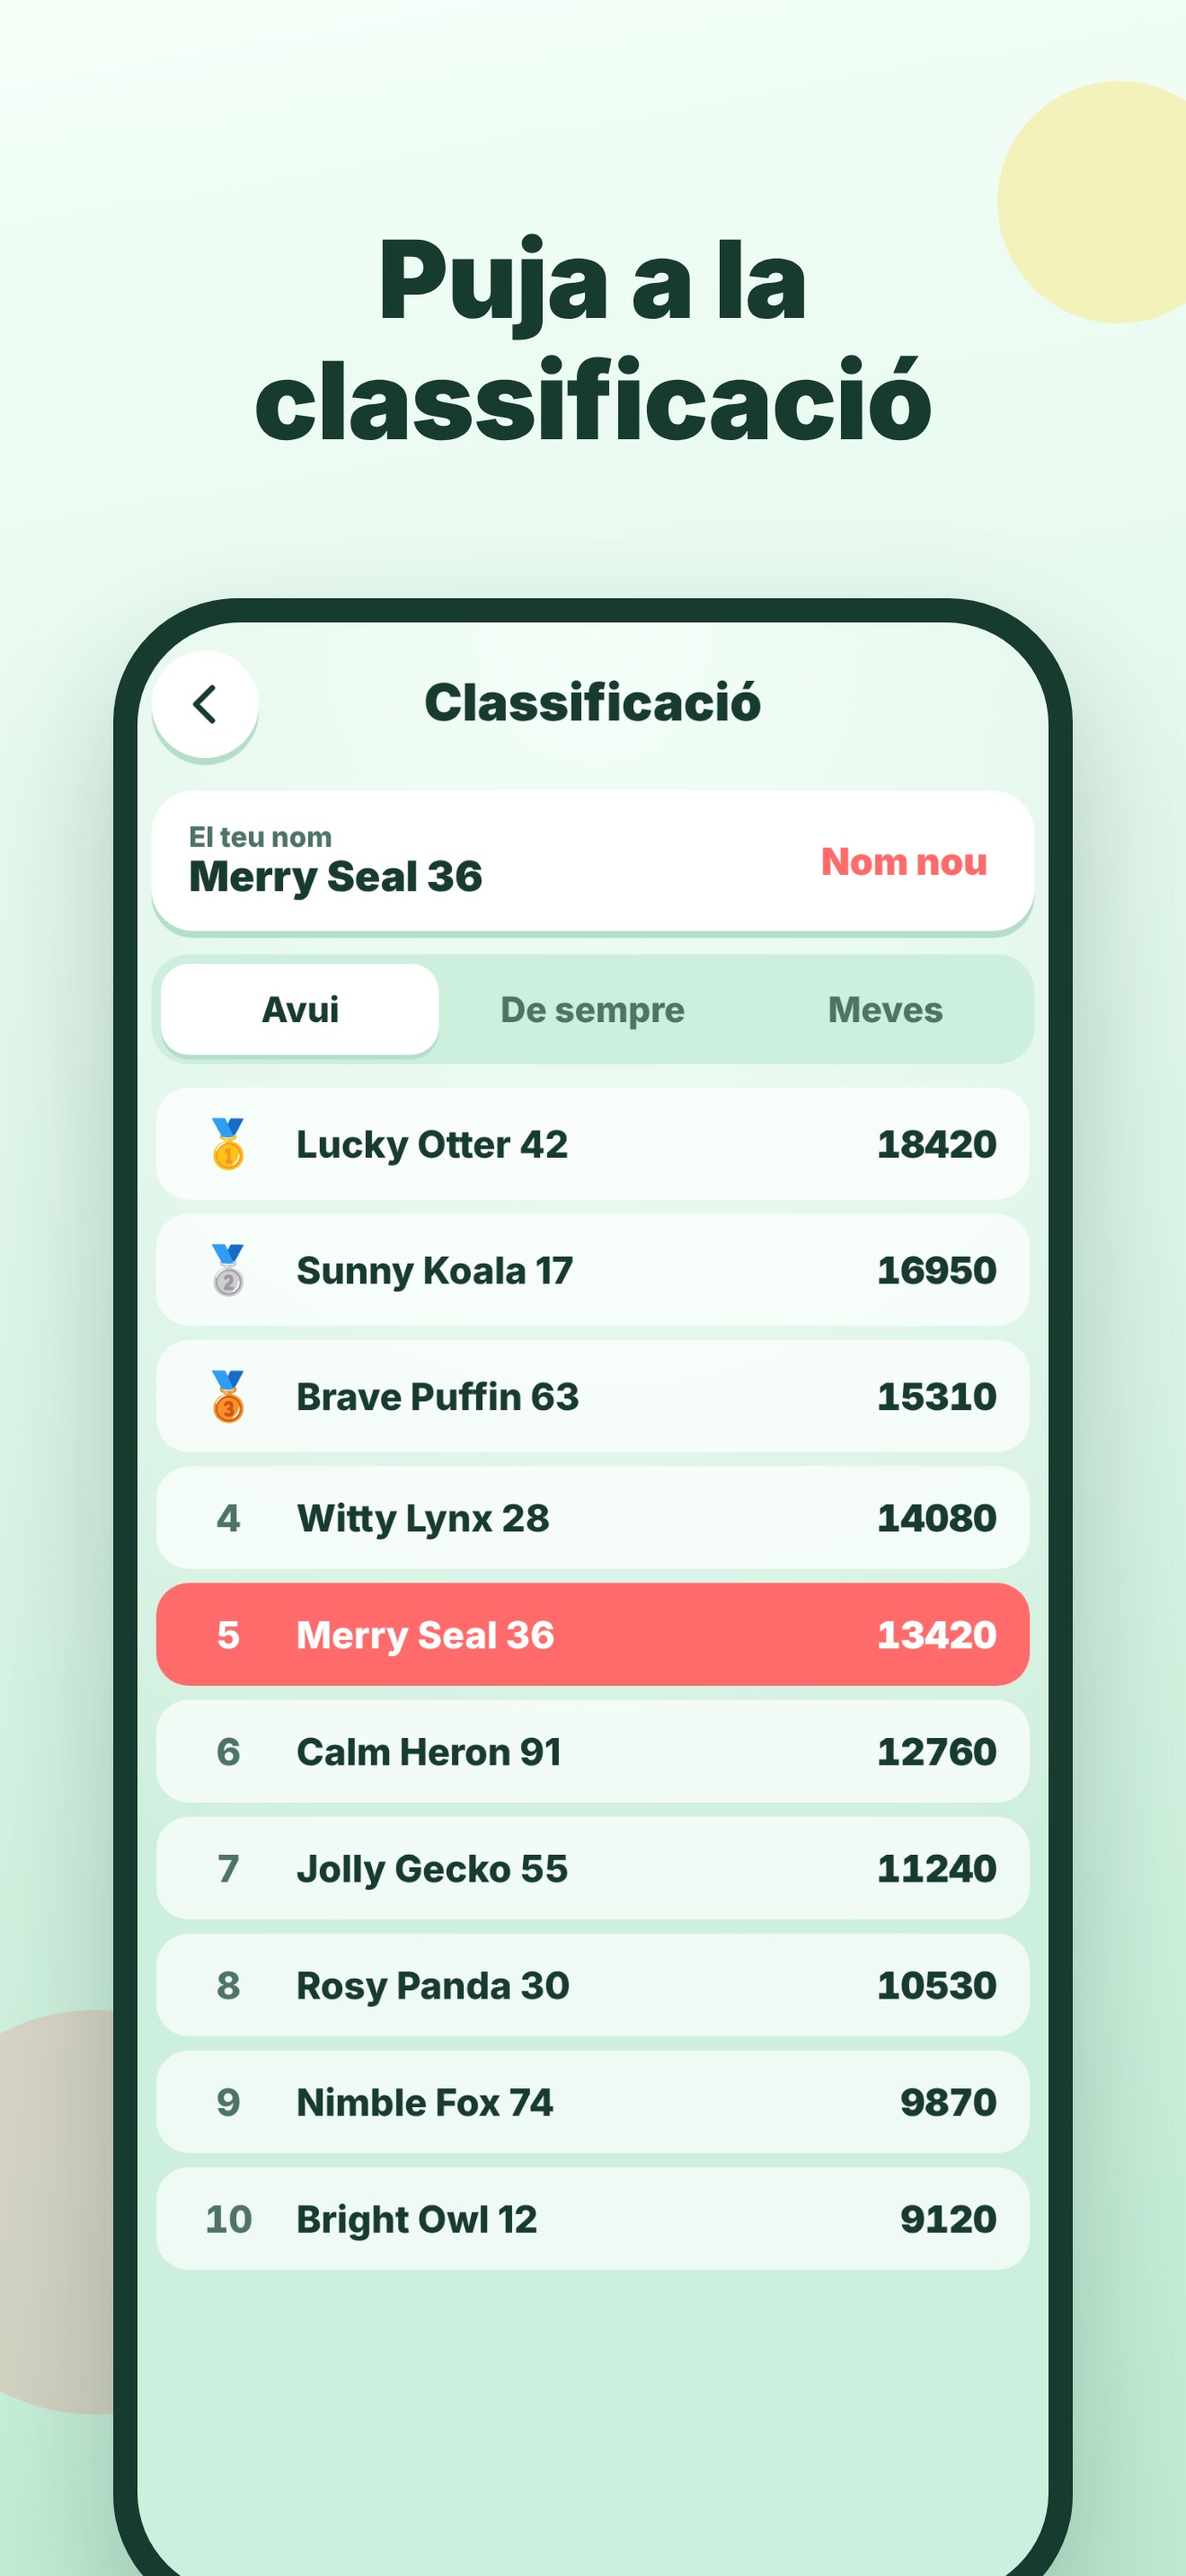 Puja a la
classificació
Classificació
El teu nom
Merry Seal 36
Nom nou
Avui
De sempre
Meves
1 Lucky Otter 42 18420
2 Sunny Koala 17 16950
3 Brave Puffin 63 15310
4 Witty Lynx 28 14080
5 Merry Seal 36 13420
6 Calm Heron 91 12760
7 Jolly Gecko 55 11240
8 Rosy Panda 30 10530
9 Nimble Fox 74 9870
10 Bright Owl 12 9120